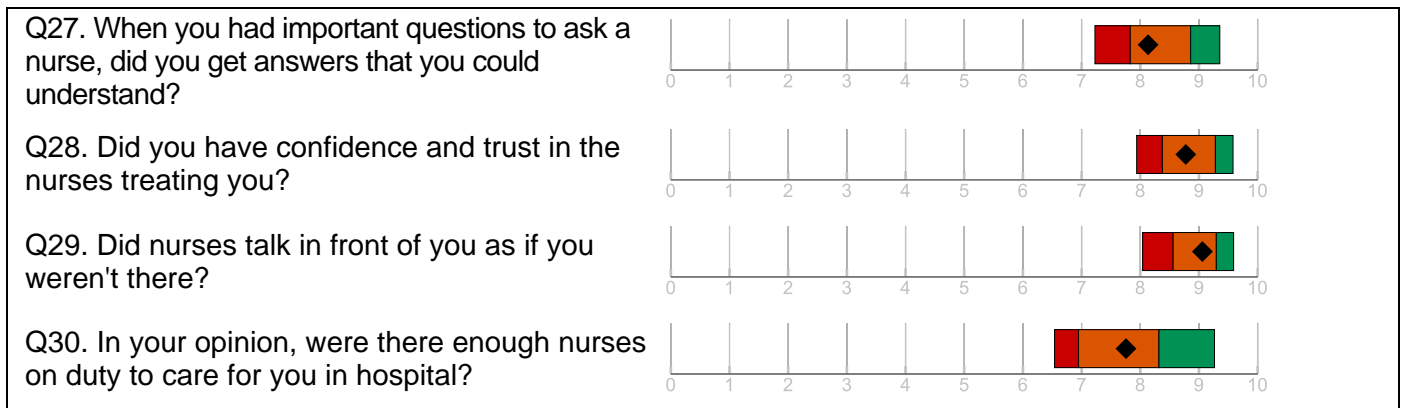 Q27. When you had important questions to ask a
nurse, did you get answers that you could
understand?
0 1 2 3 4 5 6 7 8 9 10
Q28. Did you have confidence and trust in the
nurses treating you?
0 1 2 3 4 5 6 7 8 9 10
Q29. Did nurses talk in front of you as if you
weren't there?
0 1 2 3 4 5 6 7 8 9 10
Q30. In your opinion, were there enough nurses
on duty to care for you in hospital?
0 1 2 3 4 5 6 7 8 9 10